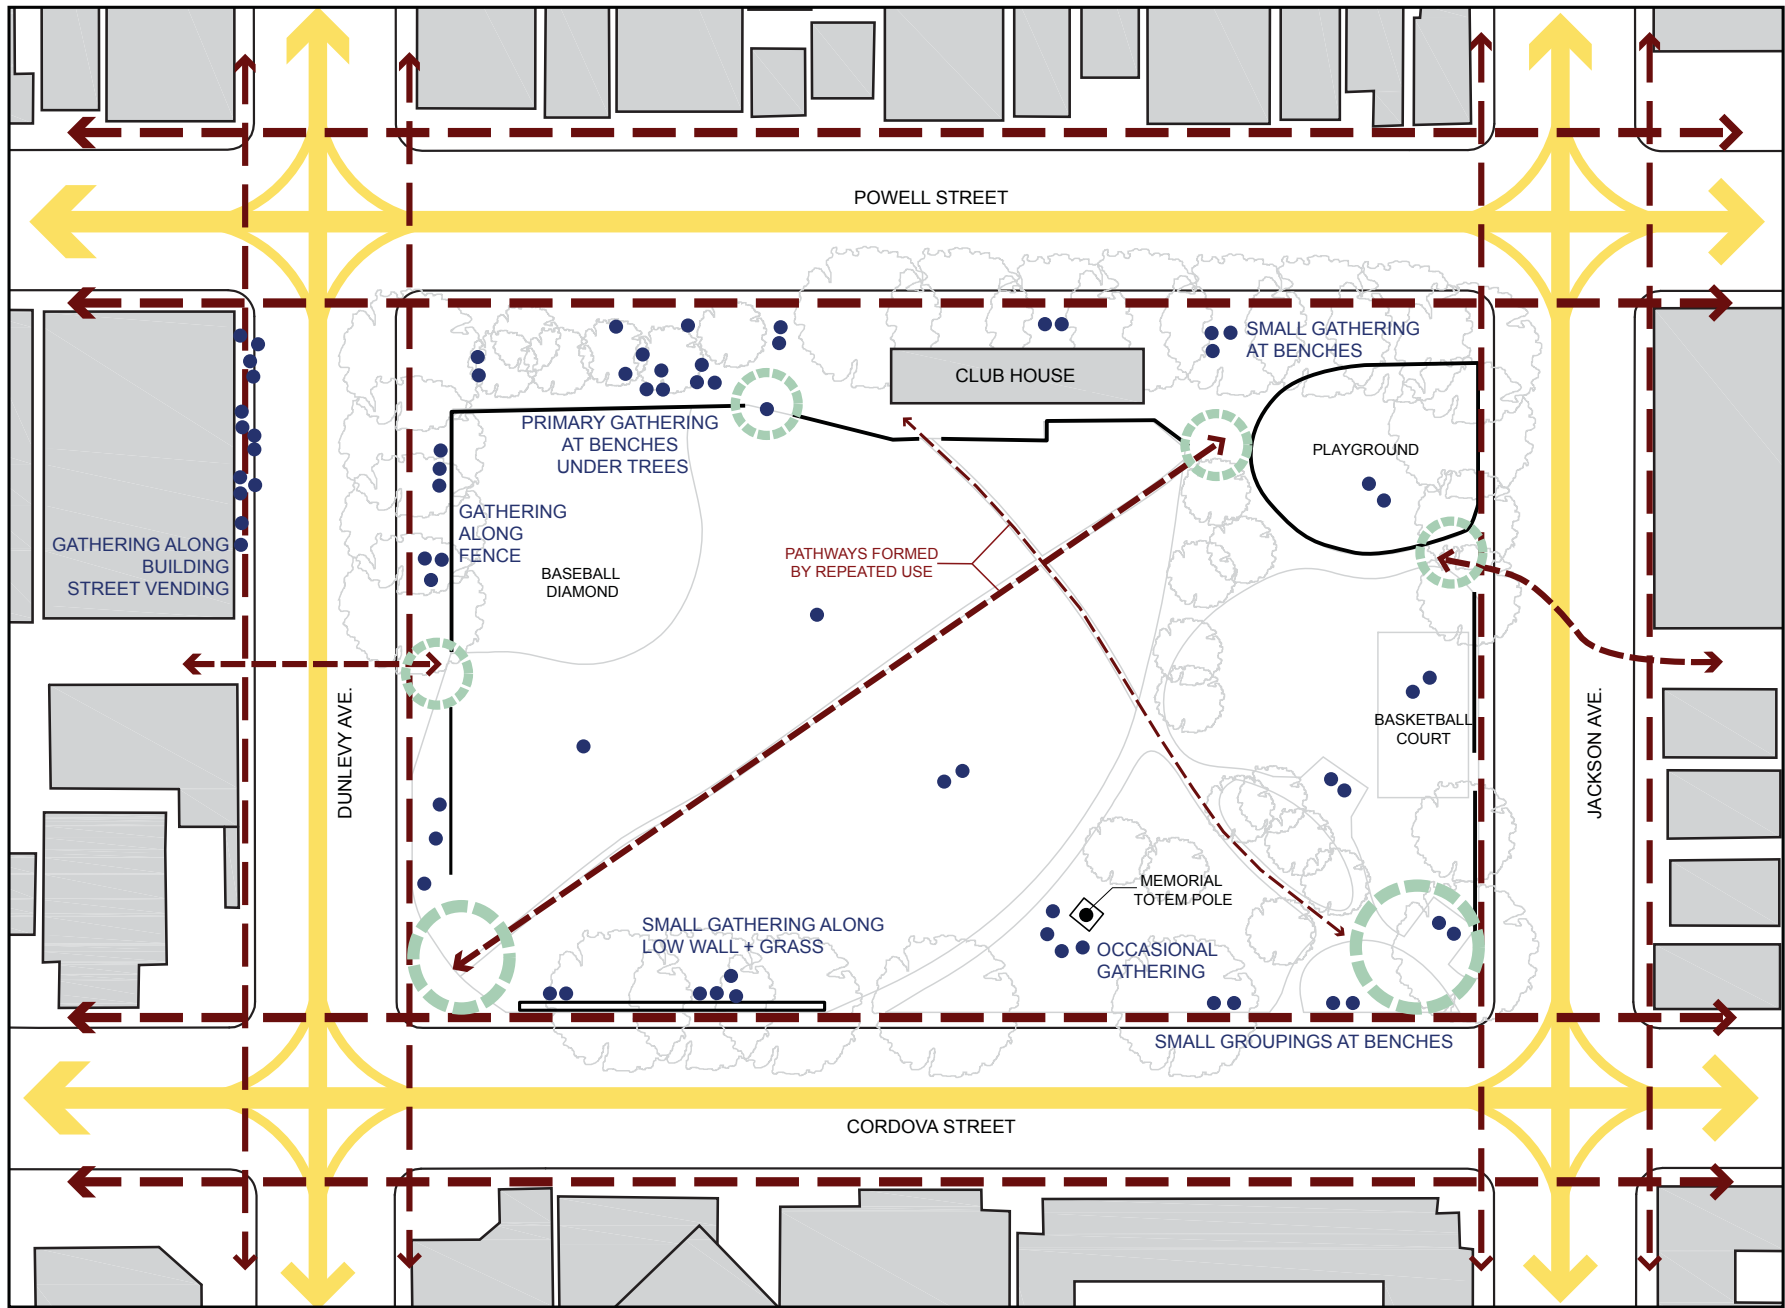 POWELL STREET
SMALL GATHERING
AT BENCHES
CLUB HOUSE
PRIMARY GATHERING
AT BENCHES
UNDER TREES
PLAYGROUND
GATHERING
ALONG
FENCE
GATHERING ALONG
BUILDING
STREET VENDING
PATHWAYS FORMED
BY REPEATED USE
BASEBALL
DIAMOND
DUNLEVY AVE.
JACKSON AVE.
BASKETBALL
COURT
MEMORIAL
TOTEM POLE
SMALL GATHERING ALONG
LOW WALL + GRASS
OCCASIONAL
GATHERING
SMALL GROUPINGS AT BENCHES
CORDOVA STREET